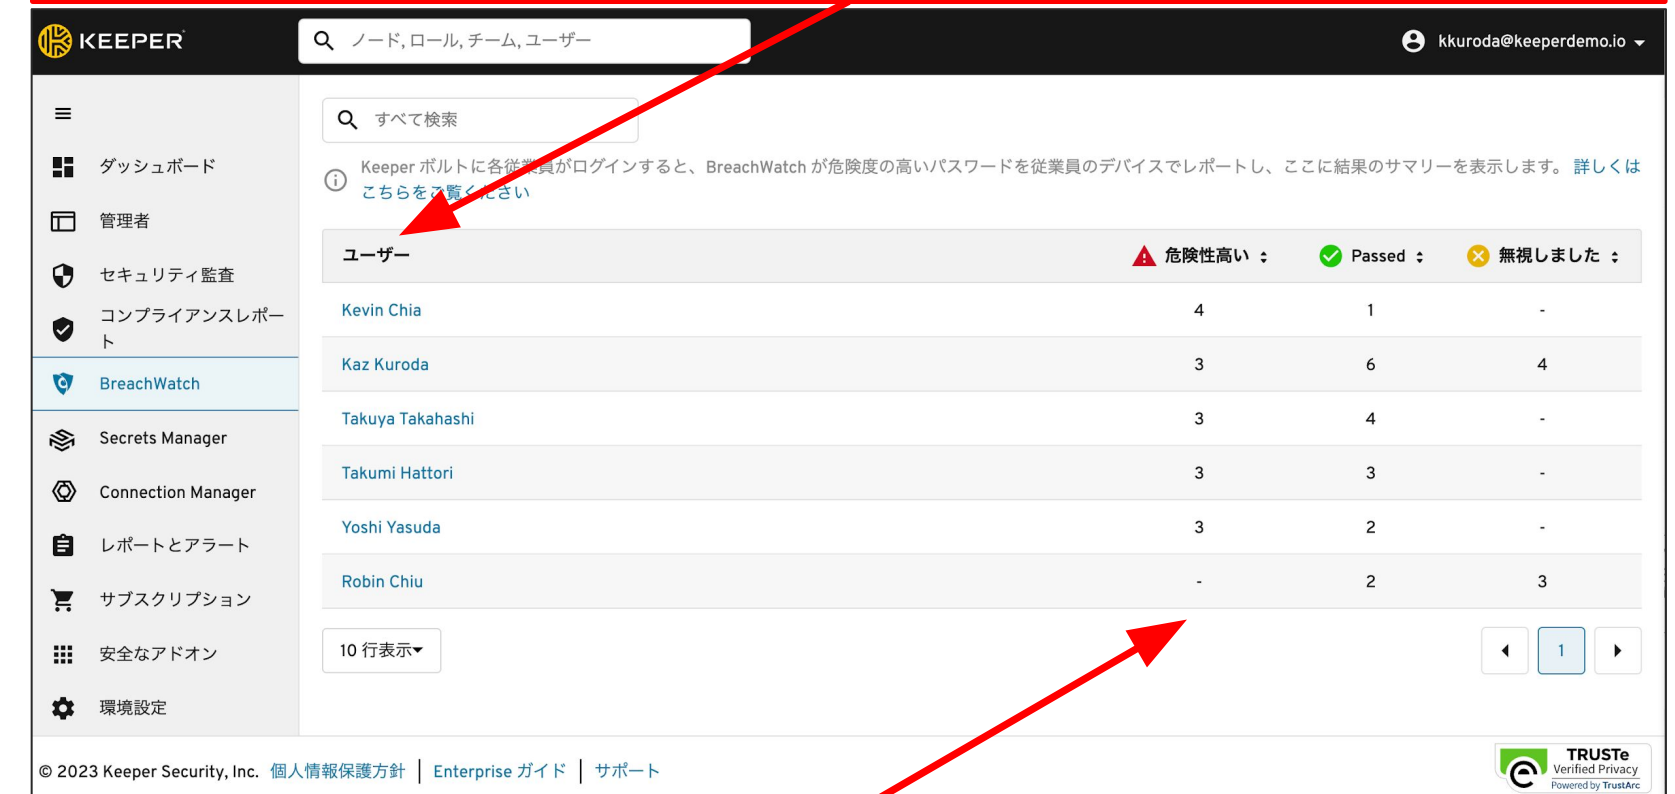 KEEPER
ノード, ロール, チーム, ユーザー
kkuroda@keeperdemo.io
すべて検索
Keeper ボルトに各従業員がログインすると、BreachWatch が危険度の高いパスワードを従業員のデバイスでレポートし、ここに結果のサマリーを表示します。 詳しくは
こちらをご覧ください
ダッシュボード
管理者
セキュリティ監査
コンプライアンスレポー
ト
BreachWatch
Secrets Manager
Connection Manager
レポートとアラート
サブスクリプション
安全なアドオン
環境設定
ユーザー 危険性高い Passed 無視しました
Kevin Chia 4 1 -
Kaz Kuroda 3 6 4
Takuya Takahashi 3 4 -
Takumi Hattori 3 3 -
Yoshi Yasuda 3 2 -
Robin Chiu - 2 3
10 行表示
1
© 2023 Keeper Security, Inc. 個人情報保護方針 | Enterprise ガイド | サポート
TRUSTe
Verified Privacy
Powered by TrustArc